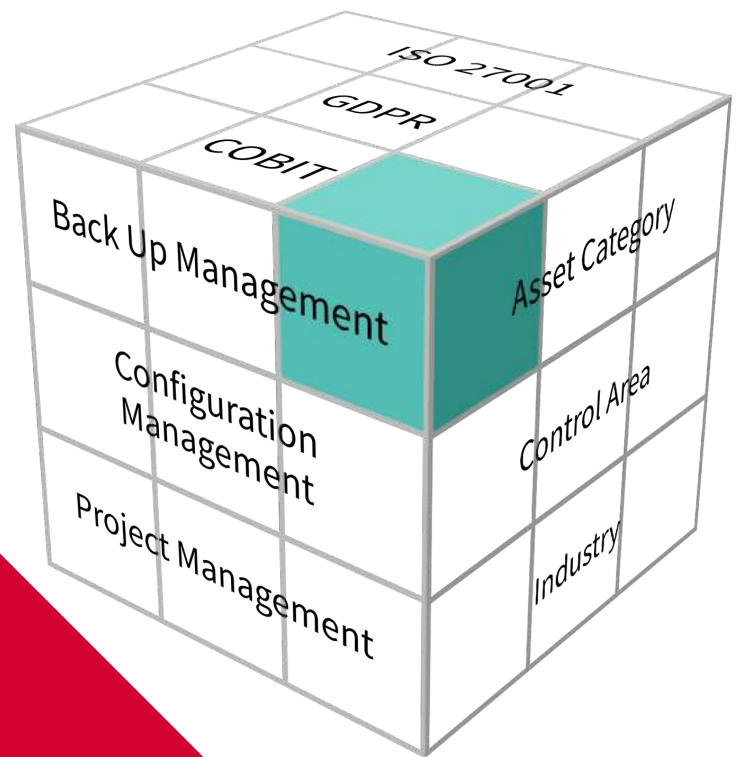 ISO 27001
GDPR
COBIT
Back Up Management
Configuration
Management
Project Management
Asset Category
Control Area
Industry